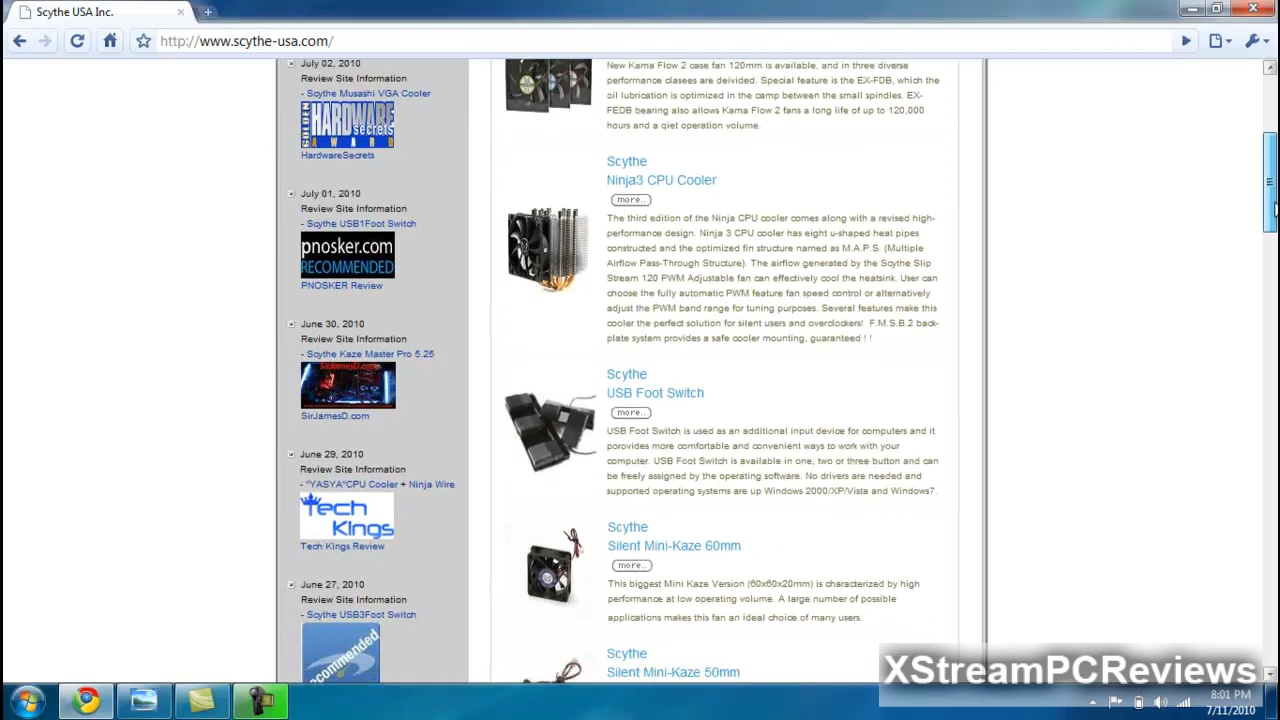 Scythe USA Inc.
http://www.scythe-usa.com/
July 02, 2010
Review Site Information
- Scythe Musashi VGA Cooler
GOLDEN
HARDWARE
secrets
AWARD
HardwareSecrets
July 01, 2010
Review Site Information
- Scythe USB1Foot Switch
pnosker.com
RECOMMENDED
PNOSKER Review
June 30, 2010
Review Site Information
- Scythe Kaze Master Pro 5.25
SirJamesD.com
SirJamesD.com
June 29, 2010
Review Site Information
- "YASYA"CPU Cooler + Ninja Wire
Tech
Kings
Tech Kings Review
June 27, 2010
Review Site Information
- Scythe USB3Foot Switch
recommended
New Kama Flow 2 case fan 120mm is available, and in three diverse
performance clasees are deivided. Special feature is the EX-FDB, which the
oil lubrication is optimized in the camp between the small spindles. EX-
FEDB bearing also allows Kama Flow 2 fans a long life of up to 120,000
hours and a qiet operation volume.
Scythe
Ninja3 CPU Cooler
more..
The third edition of the Ninja CPU cooler comes along with a revised high-
performance design. Ninja 3 CPU cooler has eight u-shaped heat pipes
constructed and the optimized fin structure named as M.A.P.S. (Multiple
Airflow Pass-Through Structure). The airflow generated by the Scythe Slip
Stream 120 PWM Adjustable fan can effectively cool the heatsink. User can
choose the fully automatic PWM feature fan speed control or alternatively
adjust the PWM band range for tuning purposes. Several features make this
cooler the perfect solution for silent users and overclockers! F.M.S.B.2 back-
plate system provides a safe cooler mounting, guaranteed ! !
Scythe
USB Foot Switch
more..
USB Foot Switch is used as an additional input device for computers and it
porovides more comfortable and convenient ways to work with your
computer. USB Foot Switch is available in one, two or three button and can
be freely assigned by the operating software. No drivers are needed and
supported operating systems are up Windows 2000/XP/Vista and Windows7.
Scythe
Silent Mini-Kaze 60mm
more..
This biggest Mini Kaze Version (60x60x20mm) is characterized by high
performance at low operating volume. A large number of possible
applications makes this fan an ideal choice of many users.
Scythe
Silent Mini-Kaze 50mm
XStreamPCReviews
8:01 PM
7/11/2010